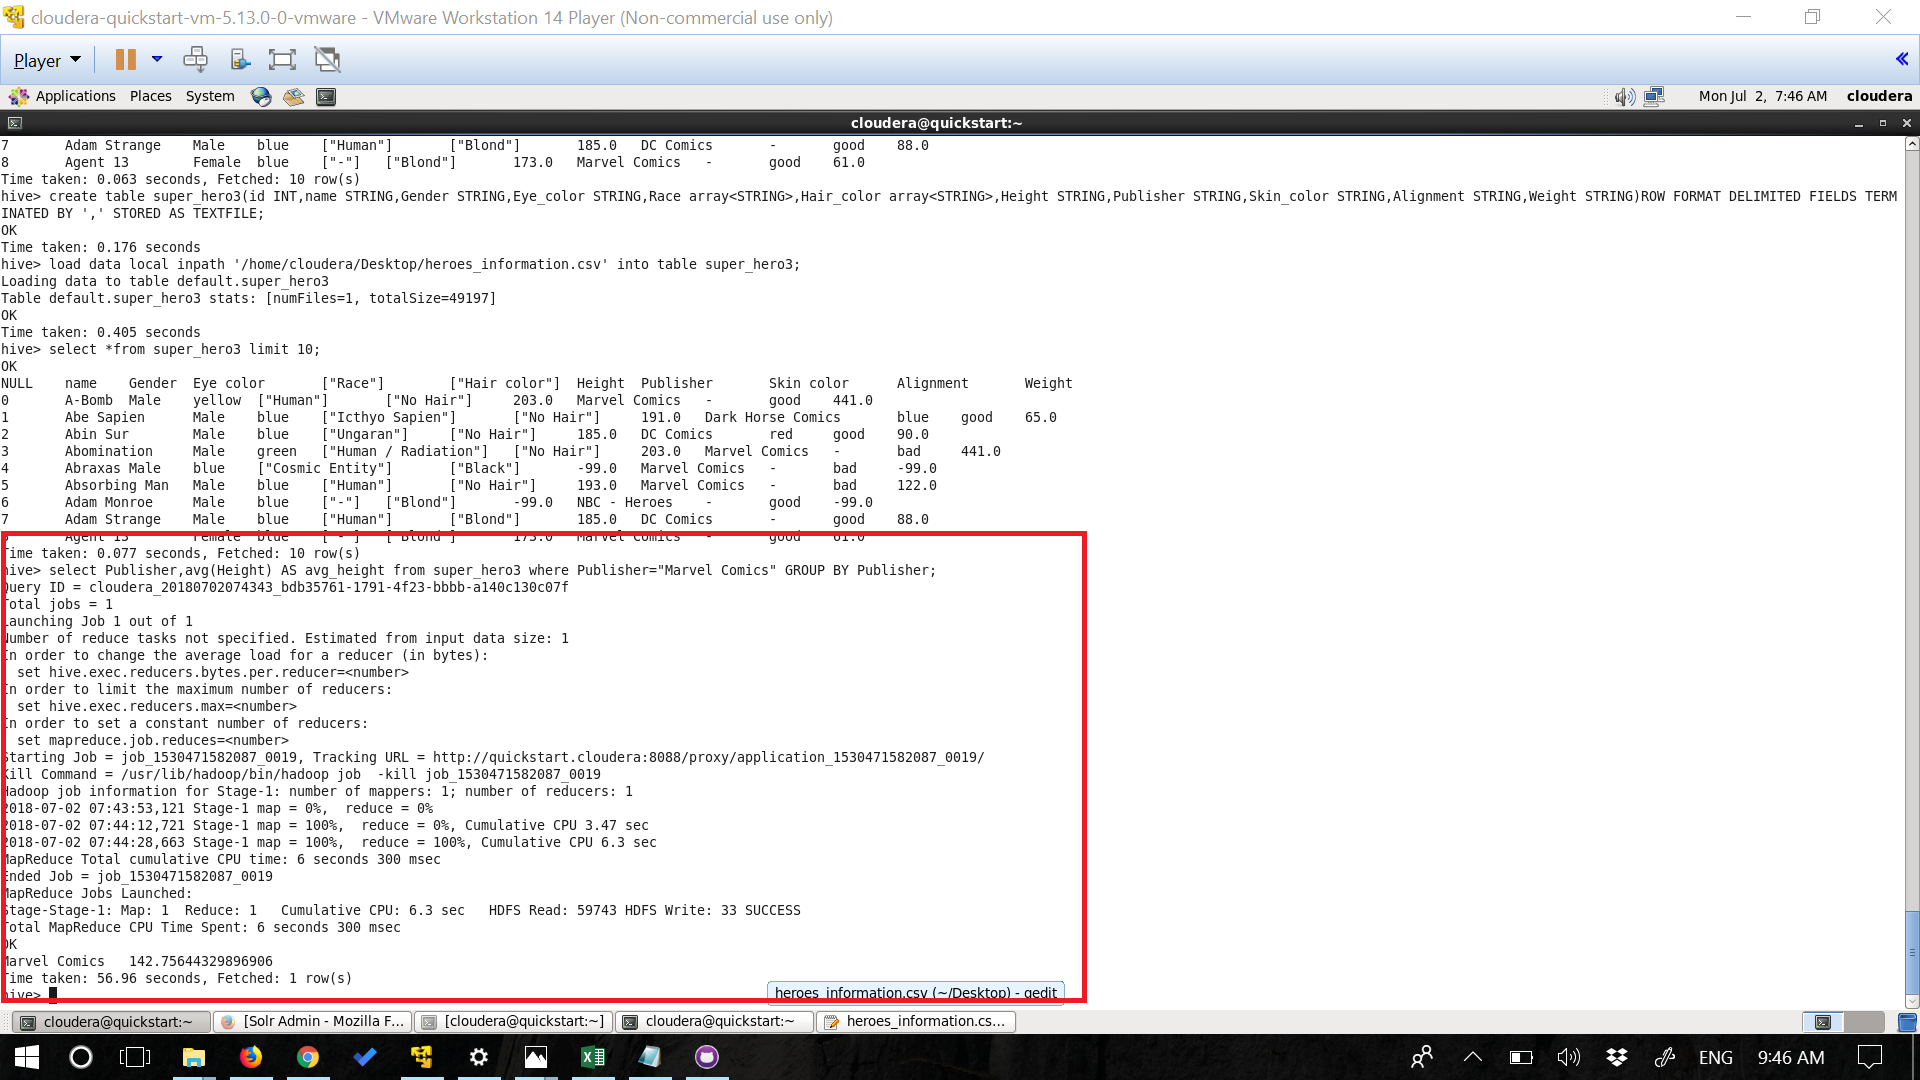 cloudera-quickstart-vm-5.13.0-0-vmware - VMware Workstation 14 Player (Non-commercial use only)
Player
Applications Places System Mon Jul 2, 7:46 AM cloudera
cloudera@quickstart:~
7 Adam Strange Male blue ["Human"] ["Blond"] 185.0 DC Comics - good 88.0
8 Agent 13 Female blue ["-"] ["Blond"] 173.0 Marvel Comics - good 61.0
Time taken: 0.063 seconds, Fetched: 10 row(s)
hive> create table super_hero3(id INT,name STRING,Gender STRING,Eye_color STRING,Race array<STRING>,Hair_color array<STRING>,Height STRING,Publisher STRING,Skin_color STRING,Alignment STRING,Weight STRING)ROW FORMAT DELIMITED FIELDS TERM
INATED BY ',' STORED AS TEXTFILE;
OK
Time taken: 0.176 seconds
hive> load data local inpath '/home/cloudera/Desktop/heroes_information.csv' into table super_hero3;
Loading data to table default.super_hero3
Table default.super_hero3 stats: [numFiles=1, totalSize=49197]
OK
Time taken: 0.405 seconds
hive> select *from super_hero3 limit 10;
OK
NULL name Gender Eye color ["Race"] ["Hair color"] Height Publisher Skin color Alignment Weight
0 A-Bomb Male yellow ["Human"] ["No Hair"] 203.0 Marvel Comics - good 441.0
1 Abe Sapien Male blue ["Icthyo Sapien"] ["No Hair"] 191.0 Dark Horse Comics blue good 65.0
2 Abin Sur Male blue ["Ungaran"] ["No Hair"] 185.0 DC Comics red good 90.0
3 Abomination Male green ["Human / Radiation"] ["No Hair"] 203.0 Marvel Comics - bad 441.0
4 Abraxas Male blue ["Cosmic Entity"] ["Black"] -99.0 Marvel Comics - bad -99.0
5 Absorbing Man Male blue ["Human"] ["No Hair"] 193.0 Marvel Comics - bad 122.0
6 Adam Monroe Male blue ["-"] ["Blond"] -99.0 NBC - Heroes - good -99.0
7 Adam Strange Male blue ["Human"] ["Blond"] 185.0 DC Comics - good 88.0
8 Agent 13 Female blue ["-"] ["Blond"] 173.0 Marvel Comics - good 61.0
Time taken: 0.077 seconds, Fetched: 10 row(s)
hive> select Publisher,avg(Height) AS avg_height from super_hero3 where Publisher="Marvel Comics" GROUP BY Publisher;
Query ID = cloudera_20180702074343_bdb35761-1791-4f23-bbbb-a140c130c07f
Total jobs = 1
Launching Job 1 out of 1
Number of reduce tasks not specified. Estimated from input data size: 1
In order to change the average load for a reducer (in bytes):
set hive.exec.reducers.bytes.per.reducer=<number>
In order to limit the maximum number of reducers:
set hive.exec.reducers.max=<number>
In order to set a constant number of reducers:
set mapreduce.job.reduces=<number>
Starting Job = job_1530471582087_0019, Tracking URL = http://quickstart.cloudera:8088/proxy/application_1530471582087_0019/
Kill Command = /usr/lib/hadoop/bin/hadoop job -kill job_1530471582087_0019
Hadoop job information for Stage-1: number of mappers: 1; number of reducers: 1
2018-07-02 07:43:53,121 Stage-1 map = 0%, reduce = 0%
2018-07-02 07:44:12,721 Stage-1 map = 100%, reduce = 0%, Cumulative CPU 3.47 sec
2018-07-02 07:44:28,663 Stage-1 map = 100%, reduce = 100%, Cumulative CPU 6.3 sec
MapReduce Total cumulative CPU time: 6 seconds 300 msec
Ended Job = job_1530471582087_0019
MapReduce Jobs Launched:
Stage-Stage-1: Map: 1 Reduce: 1 Cumulative CPU: 6.3 sec HDFS Read: 59743 HDFS Write: 33 SUCCESS
Total MapReduce CPU Time Spent: 6 seconds 300 msec
OK
Marvel Comics 142.75644329896906
Time taken: 56.96 seconds, Fetched: 1 row(s)
hive>
heroes_information.csv (~/Desktop) - gedit
cloudera@quickstart:~ [Solr Admin - Mozilla F... [cloudera@quickstart:~] cloudera@quickstart:~ heroes_information.cs...
ENG 9:46 AM